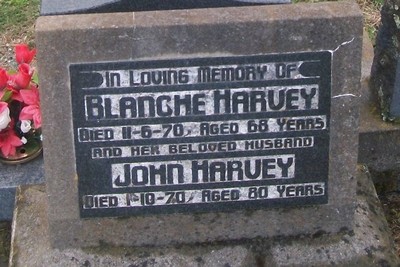 IN LOVING MEMORY OF
BLANCHE HARVEY
DIED 11-6-70, AGED 68 YEARS
AND HER BELOVED HUSBAND
JOHN HARVEY
DIED 1-10-70, AGED 80 YEARS